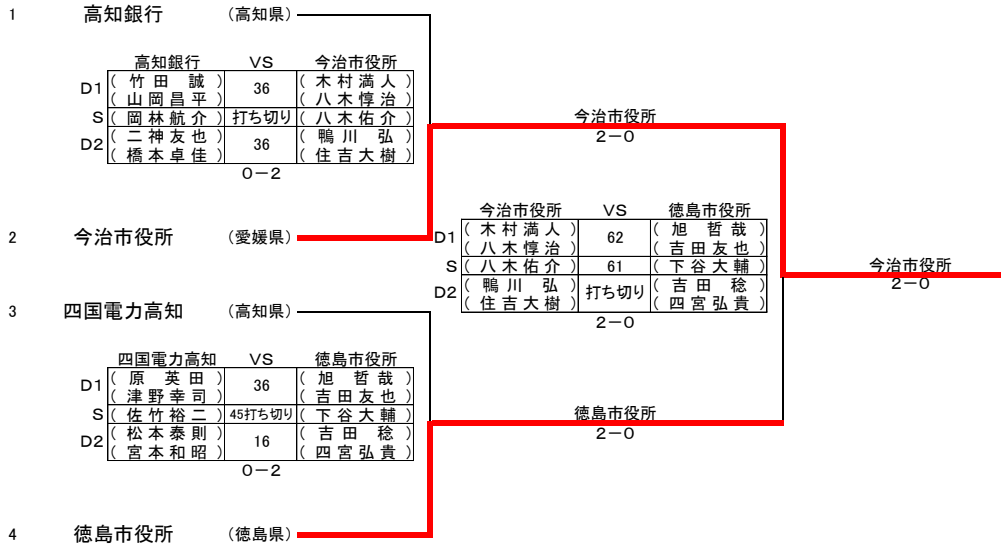 1 高知銀行 (高知県)
高知銀行 VS 今治市役所
D1 ( 竹田 誠 ) 36 ( 木村満人 )
( 山岡昌平 ) ( 八木惇治 )
S ( 岡林航介 ) 打ち切り ( 八木佑介 )
D2 ( 二神友也 ) 36 ( 鴨川 弘 )
( 橋本卓佳 ) ( 住吉大樹 )
0-2
今治市役所
2-0
2 今治市役所 (愛媛県)
今治市役所 VS 徳島市役所
D1 ( 木村満人 ) 62 ( 旭 哲哉 )
( 八木惇治 ) ( 吉田友也 )
S ( 八木佑介 ) 61 ( 下谷大輔 )
D2 ( 鴨川 弘 ) 打ち切り ( 吉田 稔 )
( 住吉大樹 ) ( 四宮弘貴 )
2-0
今治市役所
2-0
3 四国電力高知 (高知県)
四国電力高知 VS 徳島市役所
D1 ( 原 英田 ) 36 ( 旭 哲哉 )
( 津野幸司 ) ( 吉田友也 )
S ( 佐竹裕二 ) 45打ち切り ( 下谷大輔 )
D2 ( 松本泰則 ) 16 ( 吉田 稔 )
( 宮本和昭 ) ( 四宮弘貴 )
0-2
徳島市役所
2-0
4 徳島市役所 (徳島県)